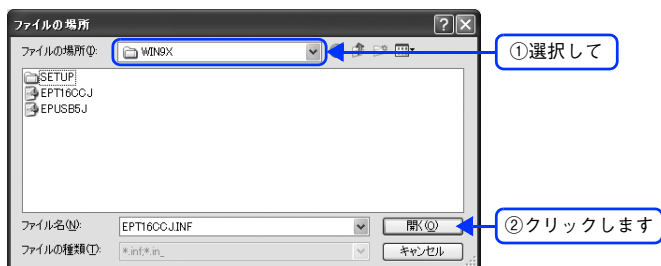 ファイルの場所
ファイルの場所(I):
WIN9X
①選択して
SETUP
EPT16CCJ
EPUSB5J
ファイル名(N):
EPT16CCJ.INF
開く(O)
②クリックします
ファイルの種類(T):
*.inf;*.in_
キャンセル